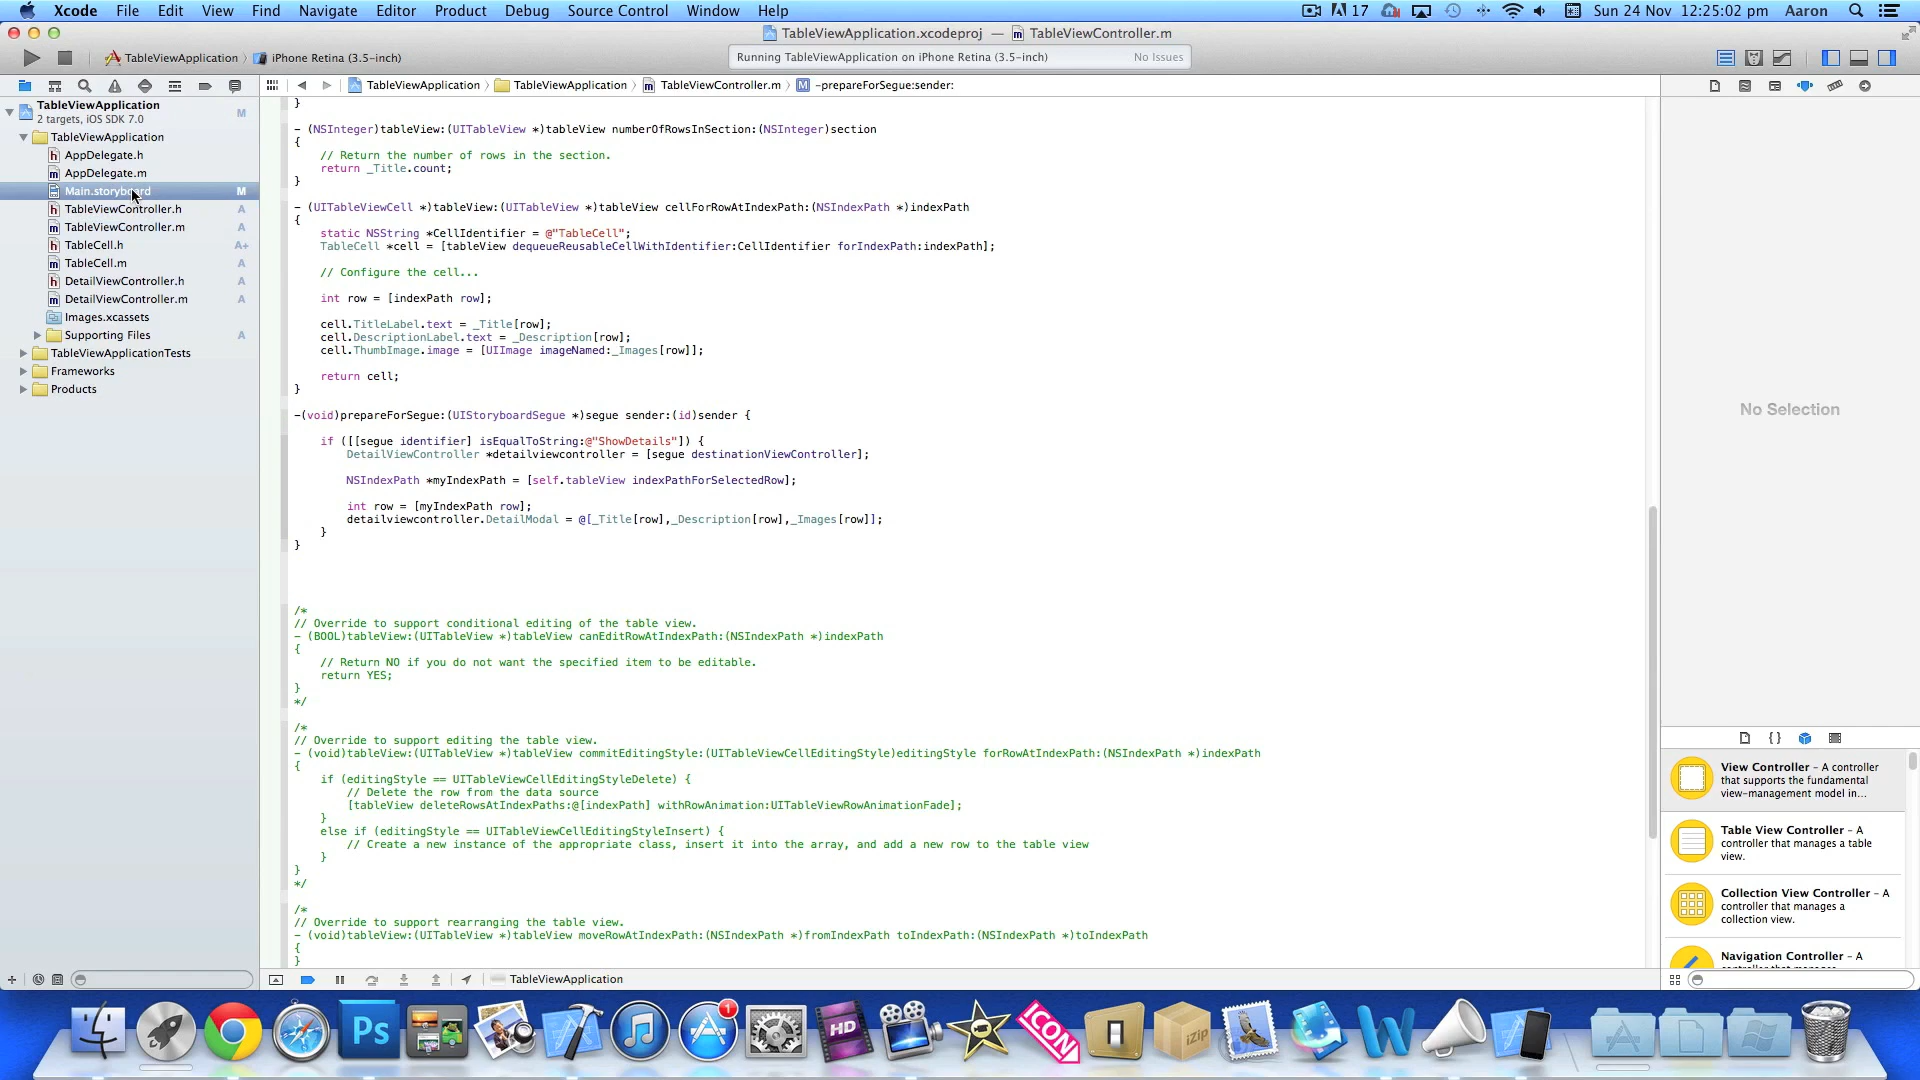 Xcode File Edit View Find Navigate Editor Product Debug Source Control Window Help 17 Sun 24 Nov 12:25:02 pm Aaron
TableViewApplication.xcodeproj — TableViewController.m
TableViewApplication iPhone Retina (3.5-inch)
Running TableViewApplication on iPhone Retina (3.5-inch) No Issues
TableViewApplication TableViewApplication TableViewController.m -prepareForSegue:sender:
TableViewApplication M
2 targets, iOS SDK 7.0
TableViewApplication
AppDelegate.h
AppDelegate.m
Main.storyboard M
TableViewController.h A
TableViewController.m A
TableCell.h A+
TableCell.m A
DetailViewController.h A
DetailViewController.m A
Images.xcassets
Supporting Files A
TableViewApplicationTests
Frameworks
Products
}
- (NSInteger)tableView:(UITableView *)tableView numberOfRowsInSection:(NSInteger)section
{
// Return the number of rows in the section.
return _Title.count;
}
- (UITableViewCell *)tableView:(UITableView *)tableView cellForRowAtIndexPath:(NSIndexPath *)indexPath
{
static NSString *CellIdentifier = @"TableCell";
TableCell *cell = [tableView dequeueReusableCellWithIdentifier:CellIdentifier forIndexPath:indexPath];
// Configure the cell...
int row = [indexPath row];
cell.TitleLabel.text = _Title[row];
cell.DescriptionLabel.text = _Description[row];
cell.ThumbImage.image = [UIImage imageNamed:_Images[row]];
return cell;
}
-(void)prepareForSegue:(UIStoryboardSegue *)segue sender:(id)sender {
if ([[segue identifier] isEqualToString:@"ShowDetails"]) {
DetailViewController *detailviewcontroller = [segue destinationViewController];
NSIndexPath *myIndexPath = [self.tableView indexPathForSelectedRow];
int row = [myIndexPath row];
detailviewcontroller.DetailModal = @[_Title[row],_Description[row],_Images[row]];
}
}
/*
// Override to support conditional editing of the table view.
- (BOOL)tableView:(UITableView *)tableView canEditRowAtIndexPath:(NSIndexPath *)indexPath
{
// Return NO if you do not want the specified item to be editable.
return YES;
}
*/
/*
// Override to support editing the table view.
- (void)tableView:(UITableView *)tableView commitEditingStyle:(UITableViewCellEditingStyle)editingStyle forRowAtIndexPath:(NSIndexPath *)indexPath
{
if (editingStyle == UITableViewCellEditingStyleDelete) {
// Delete the row from the data source
[tableView deleteRowsAtIndexPaths:@[indexPath] withRowAnimation:UITableViewRowAnimationFade];
}
else if (editingStyle == UITableViewCellEditingStyleInsert) {
// Create a new instance of the appropriate class, insert it into the array, and add a new row to the table view
}
}
*/
/*
// Override to support rearranging the table view.
- (void)tableView:(UITableView *)tableView moveRowAtIndexPath:(NSIndexPath *)fromIndexPath toIndexPath:(NSIndexPath *)toIndexPath
{
}
TableViewApplication
No Selection
{ }
View Controller - A controller
that supports the fundamental
view-management model in...
Table View Controller - A
controller that manages a table
view.
Collection View Controller - A
controller that manages a
collection view.
Navigation Controller - A
Ps
1
HD
ICON
iZip
W